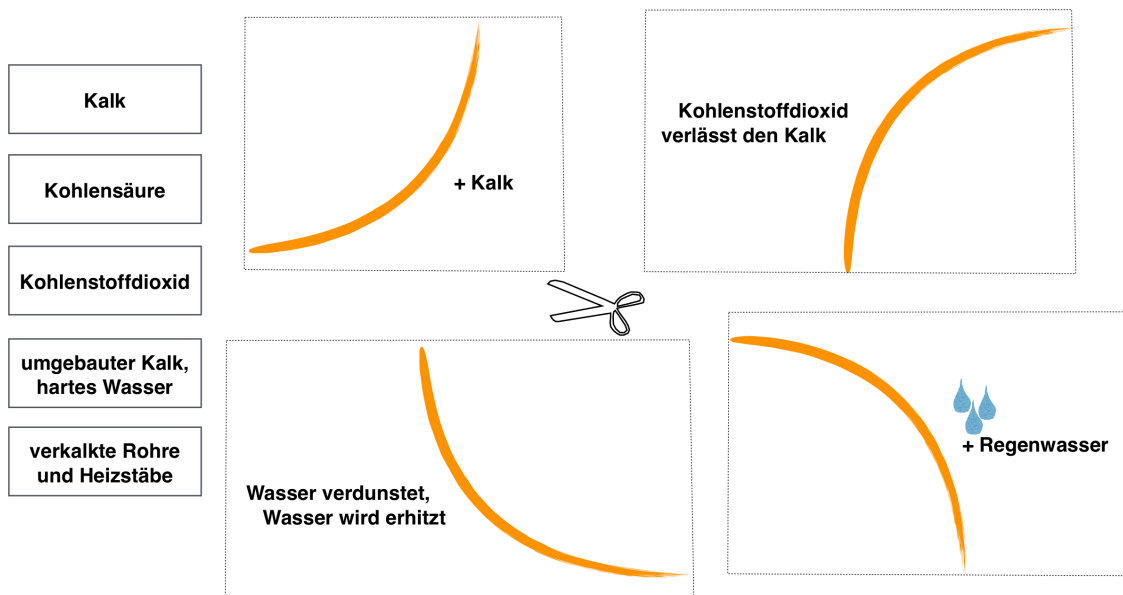 Kalk
Kohlensäure
Kohlenstoffdioxid
umgebauter Kalk,
hartes Wasser
verkalkte Rohre
und Heizstäbe
+ Kalk
Kohlenstoffdioxid
verlässt den Kalk
Wasser verdunstet,
Wasser wird erhitzt
+ Regenwasser